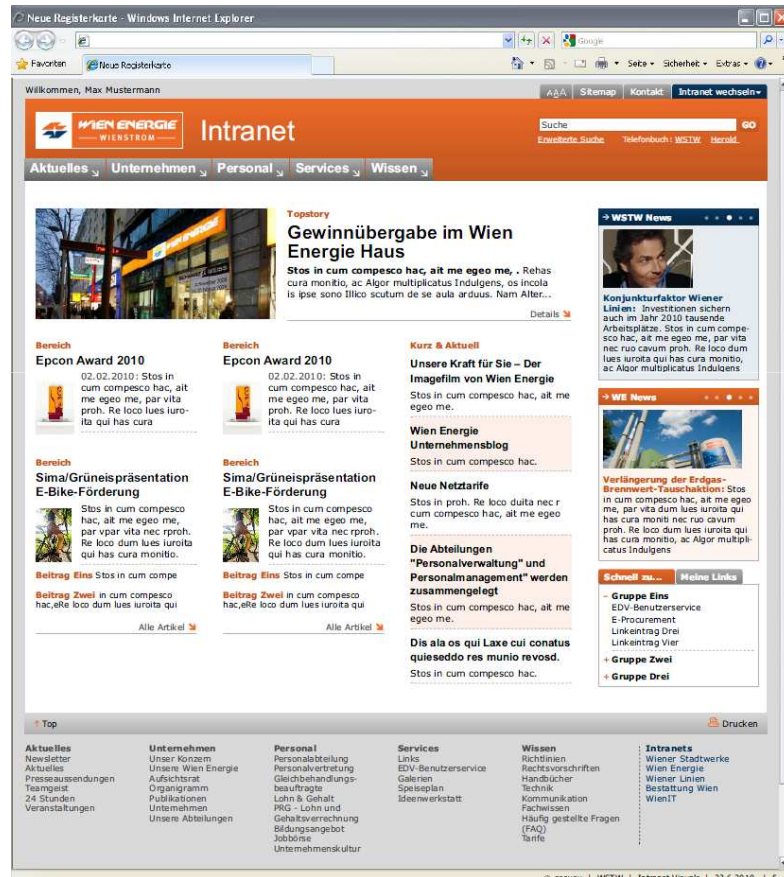 Neue Registerkarte - Windows Internet Explorer
Google
Favoriten
Neue Registerkarte
Seite
Sicherheit
Extras
Willkommen, Max Mustermann
AAA
Sitemap
Kontakt
Intranet wechseln
WIEN ENERGIE
WIENSTROM
Intranet
Suche
GO
Erweiterte Suche
Telefonbuch: WSTW Herold
Aktuelles
Unternehmen
Personal
Services
Wissen
Topstory
Gewinnübergabe im Wien
Energie Haus
Stos in cum compesco hac, ait me egeo me, . Rehas
cura monitio, ac Algor multiplicatus Indulgens, os incola
is ipse sono Illico scutum de se aula arduus. Nam Alter...
Details
Bereich
Epcon Award 2010
02.02.2010: Stos in
cum compesco hac, ait
me egeo me, par vita
proh. Re loco lues iuro-
ita qui has cura
Bereich
Epcon Award 2010
02.02.2010: Stos in
cum compesco hac, ait
me egeo me, par vita
proh. Re loco lues iuro-
ita qui has cura
Bereich
Sima/Grüneispräsentation
E-Bike-Förderung
Stos in cum compesco
hac, ait me egeo me,
par vpar vita nec rproh.
Re loco dum lues iuroita
qui has cura monitio.
Beitrag Eins Stos in cum compe
Beitrag Zwei in cum compesco
hac,eRe loco dum lues iuroita qui
Alle Artikel
Bereich
Sima/Grüneispräsentation
E-Bike-Förderung
Stos in cum compesco
hac, ait me egeo me,
par vpar vita nec rproh.
Re loco dum lues iuroita
qui has cura monitio.
Beitrag Eins Stos in cum compe
Beitrag Zwei in cum compesco
hac,eRe loco dum lues iuroita qui
Alle Artikel
Kurz & Aktuell
Unsere Kraft für Sie – Der
Imagefilm von Wien Energie
Stos in cum compesco hac, ait me
egeo me.
Wien Energie
Unternehmensblog
Stos in cum compesco hac.
Neue Netztarife
Stos in proh. Re loco duita nec r
cum compesco hac, ait me egeo
me.
Die Abteilungen
"Personalverwaltung" und
Personalmanagement" werden
zusammengelegt
Stos in cum compesco hac, ait me
egeo me.
Dis ala os qui Laxe cui conatus
quieseddo res munio revosd.
Stos in cum compesco hac.
WSTW News
Konjunkturfaktor Wiener
Linien: Investitionen sichern
auch im Jahr 2010 tausende
Arbeitsplätze. Stos in cum compe-
sco hac, ait me egeo me, par vita
nec ruo cavum proh. Re loco dum
lues iuroita qui has cura monitio,
ac Algor multiplicatus Indulgens
WE News
Verlängerung der Erdgas-
Brennwert-Tauschaktion: Stos
in cum compesco hac, ait me egeo
me, par vita proh. Re loco dum lues
has cura moniti nec ruo cavum
proh. Re loco dum lues iuroita qui
has cura monitio, ac Algor multipli-
catus Indulgens
Schnell zu...
Meine Links
– Gruppe Eins
EDV-Benutzerservice
E-Procurement
Linkeintrag Drei
Linkeintrag Vier
+ Gruppe Zwei
+ Gruppe Drei
↑ Top
Drucken
Aktuelles
Newsletter
Aktuelles
Presseaussendungen
Teamgeist
24 Stunden
Veranstaltungen
Unternehmen
Unser Konzern
Unsere Wien Energie
Aufsichtsrat
Organigramm
Publikationen
Unternehmen
Unsere Abteilungen
Personal
Personalabteilung
Personalvertretung
Gleichbehandlungs-
beauftragte
Lohn & Gehalt
PRG - Lohn und
Gehaltsverrechnung
Bildungsangebot
Jobbörse
Unternehmenskultur
Services
Links
EDV-Benutzerservice
Galerien
Speiseplan
Ideenwerkstatt
Wissen
Richtlinien
Rechtsvorschriften
Handbücher
Technik
Kommunikation
Fachwissen
Häufig gestellte Fragen
(FAQ)
Tarife
Intranets
Wiener Stadtwerke
Wien Energie
Wiener Linien
Bestattung Wien
WienIT